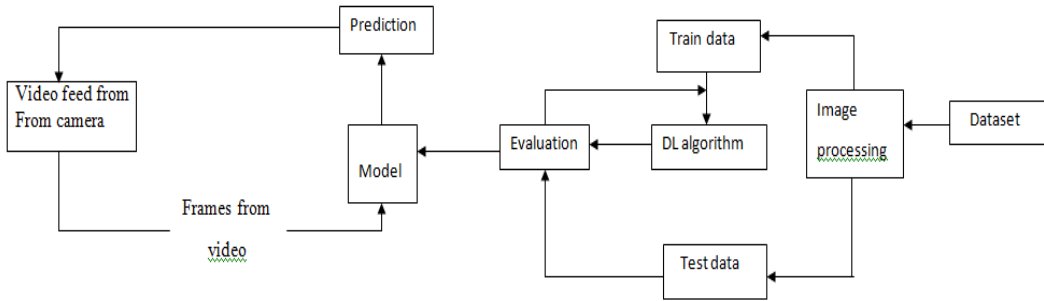 Prediction
Train data
Video feed from
From camera
Image
processing
Dataset
Evaluation
DL algorithm
Model
Frames from
video
Test data